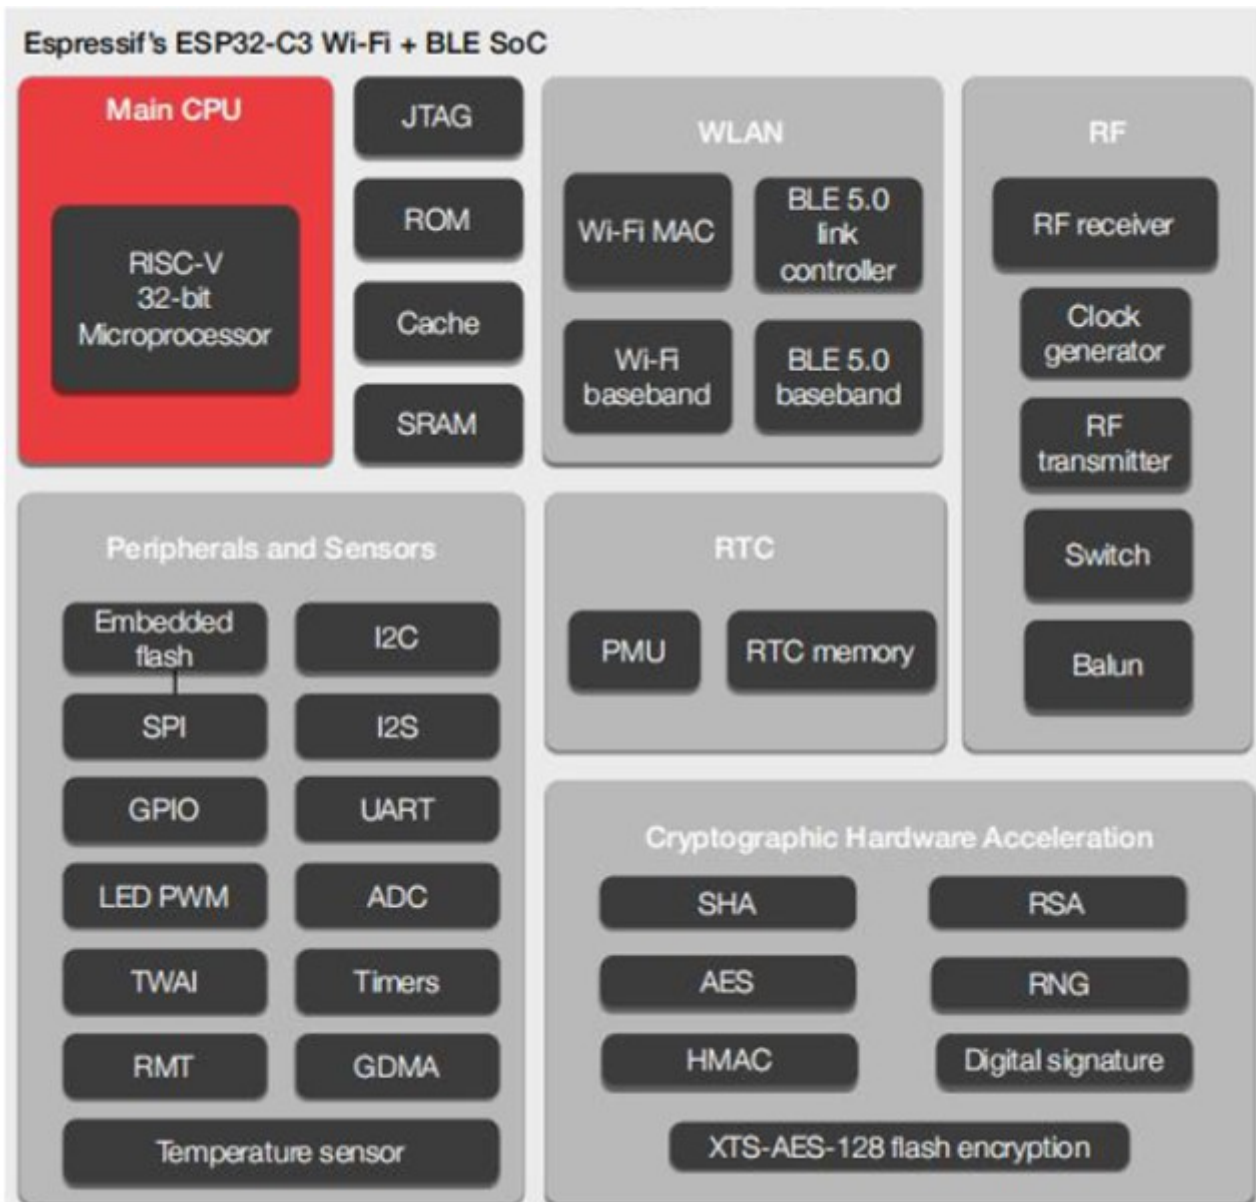 Espressif's ESP32-C3 Wi-Fi + BLE SoC
Main CPU
RISC-V
32-bit
Microprocessor
JTAG
ROM
Cache
SRAM
WLAN
Wi-Fi MAC
BLE 5.0
link
controller
Wi-Fi
baseband
BLE 5.0
baseband
RF
RF receiver
Clock
generator
RF
transmitter
Switch
Balun
Peripherals and Sensors
Embedded
flash
I2C
SPI
I2S
GPIO
UART
LED PWM
ADC
TWAI
Timers
RMT
GDMA
Temperature sensor
RTC
PMU
RTC memory
Cryptographic Hardware Acceleration
SHA
RSA
AES
RNG
HMAC
Digital signature
XTS-AES-128 flash encryption